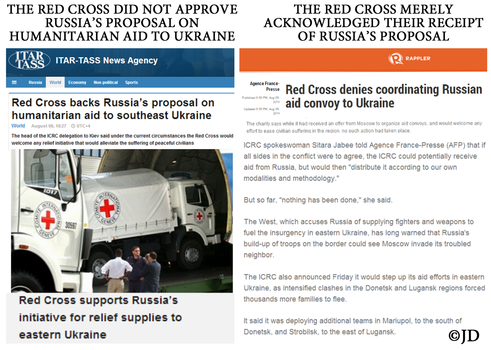 THE RED CROSS DID NOT APPROVE
RUSSIA'S PROPOSAL ON
HUMANITARIAN AID TO UKRAINE
ITAR-TASS
ITAR-TASS News Agency
Russia World Economy Non-political Sports
Red Cross backs Russia's proposal on
humanitarian aid to southeast Ukraine
World
The head of the ICRC delegation to Kiev said under the current circumstances the Red Cross would
welcome any relief initiative that would alleviate the suffering of peaceful civilians
Red Cross supports Russia's
initiative for relief supplies to
eastern Ukraine
THE RED CROSS MERELY
ACKNOWLEDGED THEIR RECEIPT
OF RUSSIA'S PROPOSAL
RAPPLER
Agence France-
Presse
Red Cross denies coordinating Russian
aid convoy to Ukraine
The charity says while it had received an offer from Moscow to organize aid convoys, and would welcome any
effort to ease civilian suffering in the region, no such action had taken place
ICRC spokeswoman Sitara Jabee told Agence France-Presse (AFP) that if
all sides in the conflict were to agree, the ICRC could potentially receive
aid from Russia, but would then "distribute it according to our own
modalities and methodology."
But so far, "nothing has been done," she said.
The West, which accuses Russia of supplying fighters and weapons to
fuel the insurgency in eastern Ukraine, has long warned that Russia's
build-up of troops on the border could see Moscow invade its troubled
neighbor.
The ICRC also announced Friday it would step up its aid efforts in eastern
Ukraine, as intensified clashes in the Donetsk and Lugansk regions forced
thousands more families to flee.
It said it was deploying additional teams in Mariupol, to the south of
Donetsk, and Strobilsk, to the east of Lugansk.
©JD